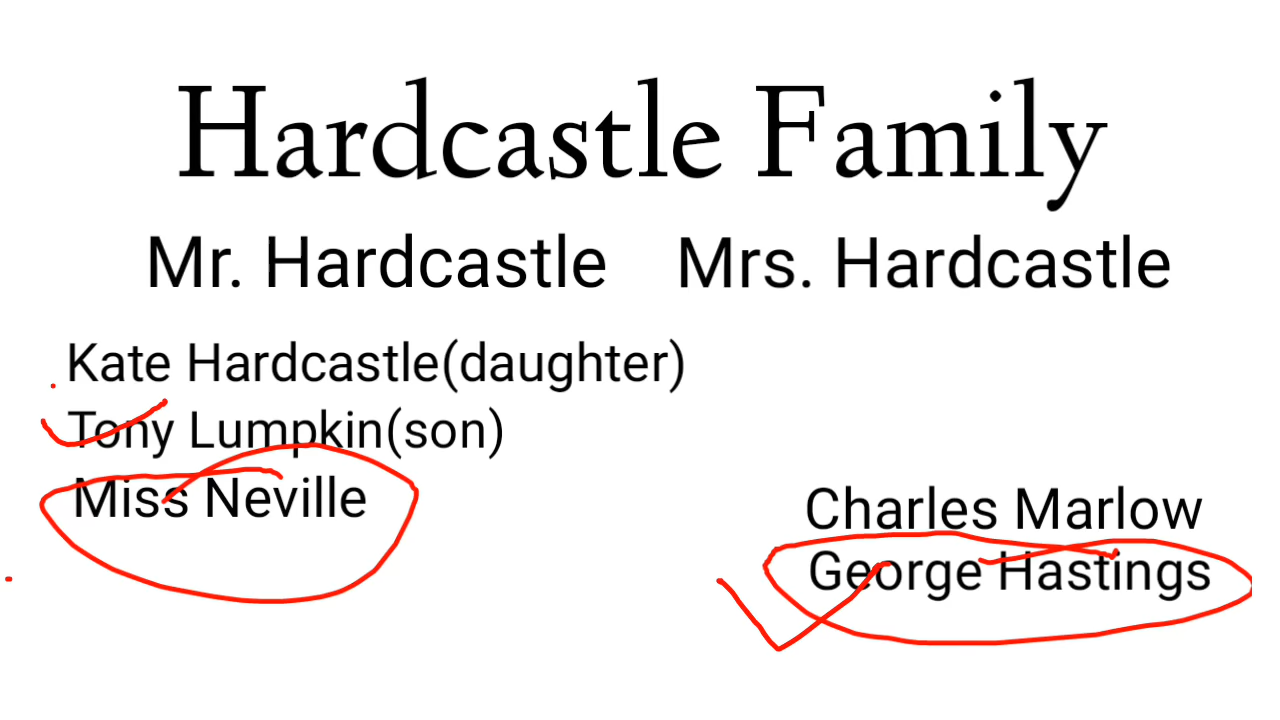 Hardcastle Family
Mr. Hardcastle Mrs. Hardcastle
Kate Hardcastle(daughter)
Tony Lumpkin(son)
Miss Neville
Charles Marlow
George Hastings